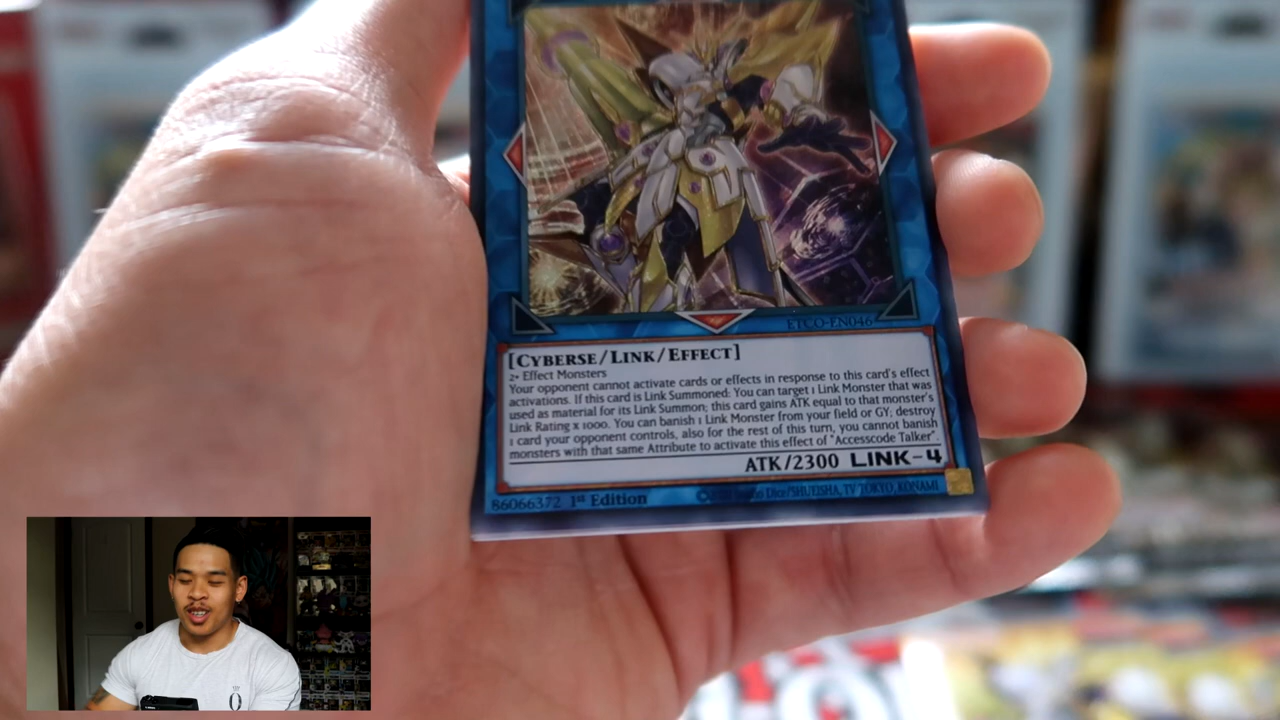 ETCO-EN046
[CYBERSE/LINK/EFFECT]
2+ Effect Monsters
Your opponent cannot activate cards or effects in response to this card's effect
activations. If this card is Link Summoned: You can target 1 Link Monster that was
used as material for its Link Summon; this card gains ATK equal to that monster's
Link Rating x 1000. You can banish 1 Link Monster from your field or GY; destroy
1 card your opponent controls, also for the rest of this turn, you cannot banish
monsters with that same Attribute to activate this effect of "Accesscode Talker".
ATK/2300 LINK-4
86066372 1st Edition Dice/SHUEISHA, TV TOKYO, KONAMI